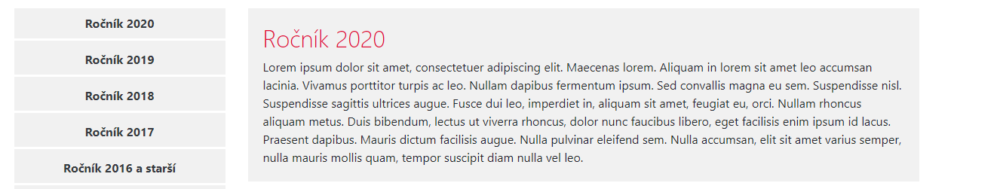 Ročník 2020
Ročník 2019
Ročník 2018
Ročník 2017
Ročník 2016 a starší
Ročník 2020
Lorem ipsum dolor sit amet, consectetuer adipiscing elit. Maecenas lorem. Aliquam in lorem sit amet leo accumsan
lacinia. Vivamus porttitor turpis ac leo. Nullam dapibus fermentum ipsum. Sed convallis magna eu sem. Suspendisse nisl.
Suspendisse sagittis ultrices augue. Fusce dui leo, imperdiet in, aliquam sit amet, feugiat eu, orci. Nullam rhoncus
aliquam metus. Duis bibendum, lectus ut viverra rhoncus, dolor nunc faucibus libero, eget facilisis enim ipsum id lacus.
Praesent dapibus. Mauris dictum facilisis augue. Nulla pulvinar eleifend sem. Nulla accumsan, elit sit amet varius semper,
nulla mauris mollis quam, tempor suscipit diam nulla vel leo.